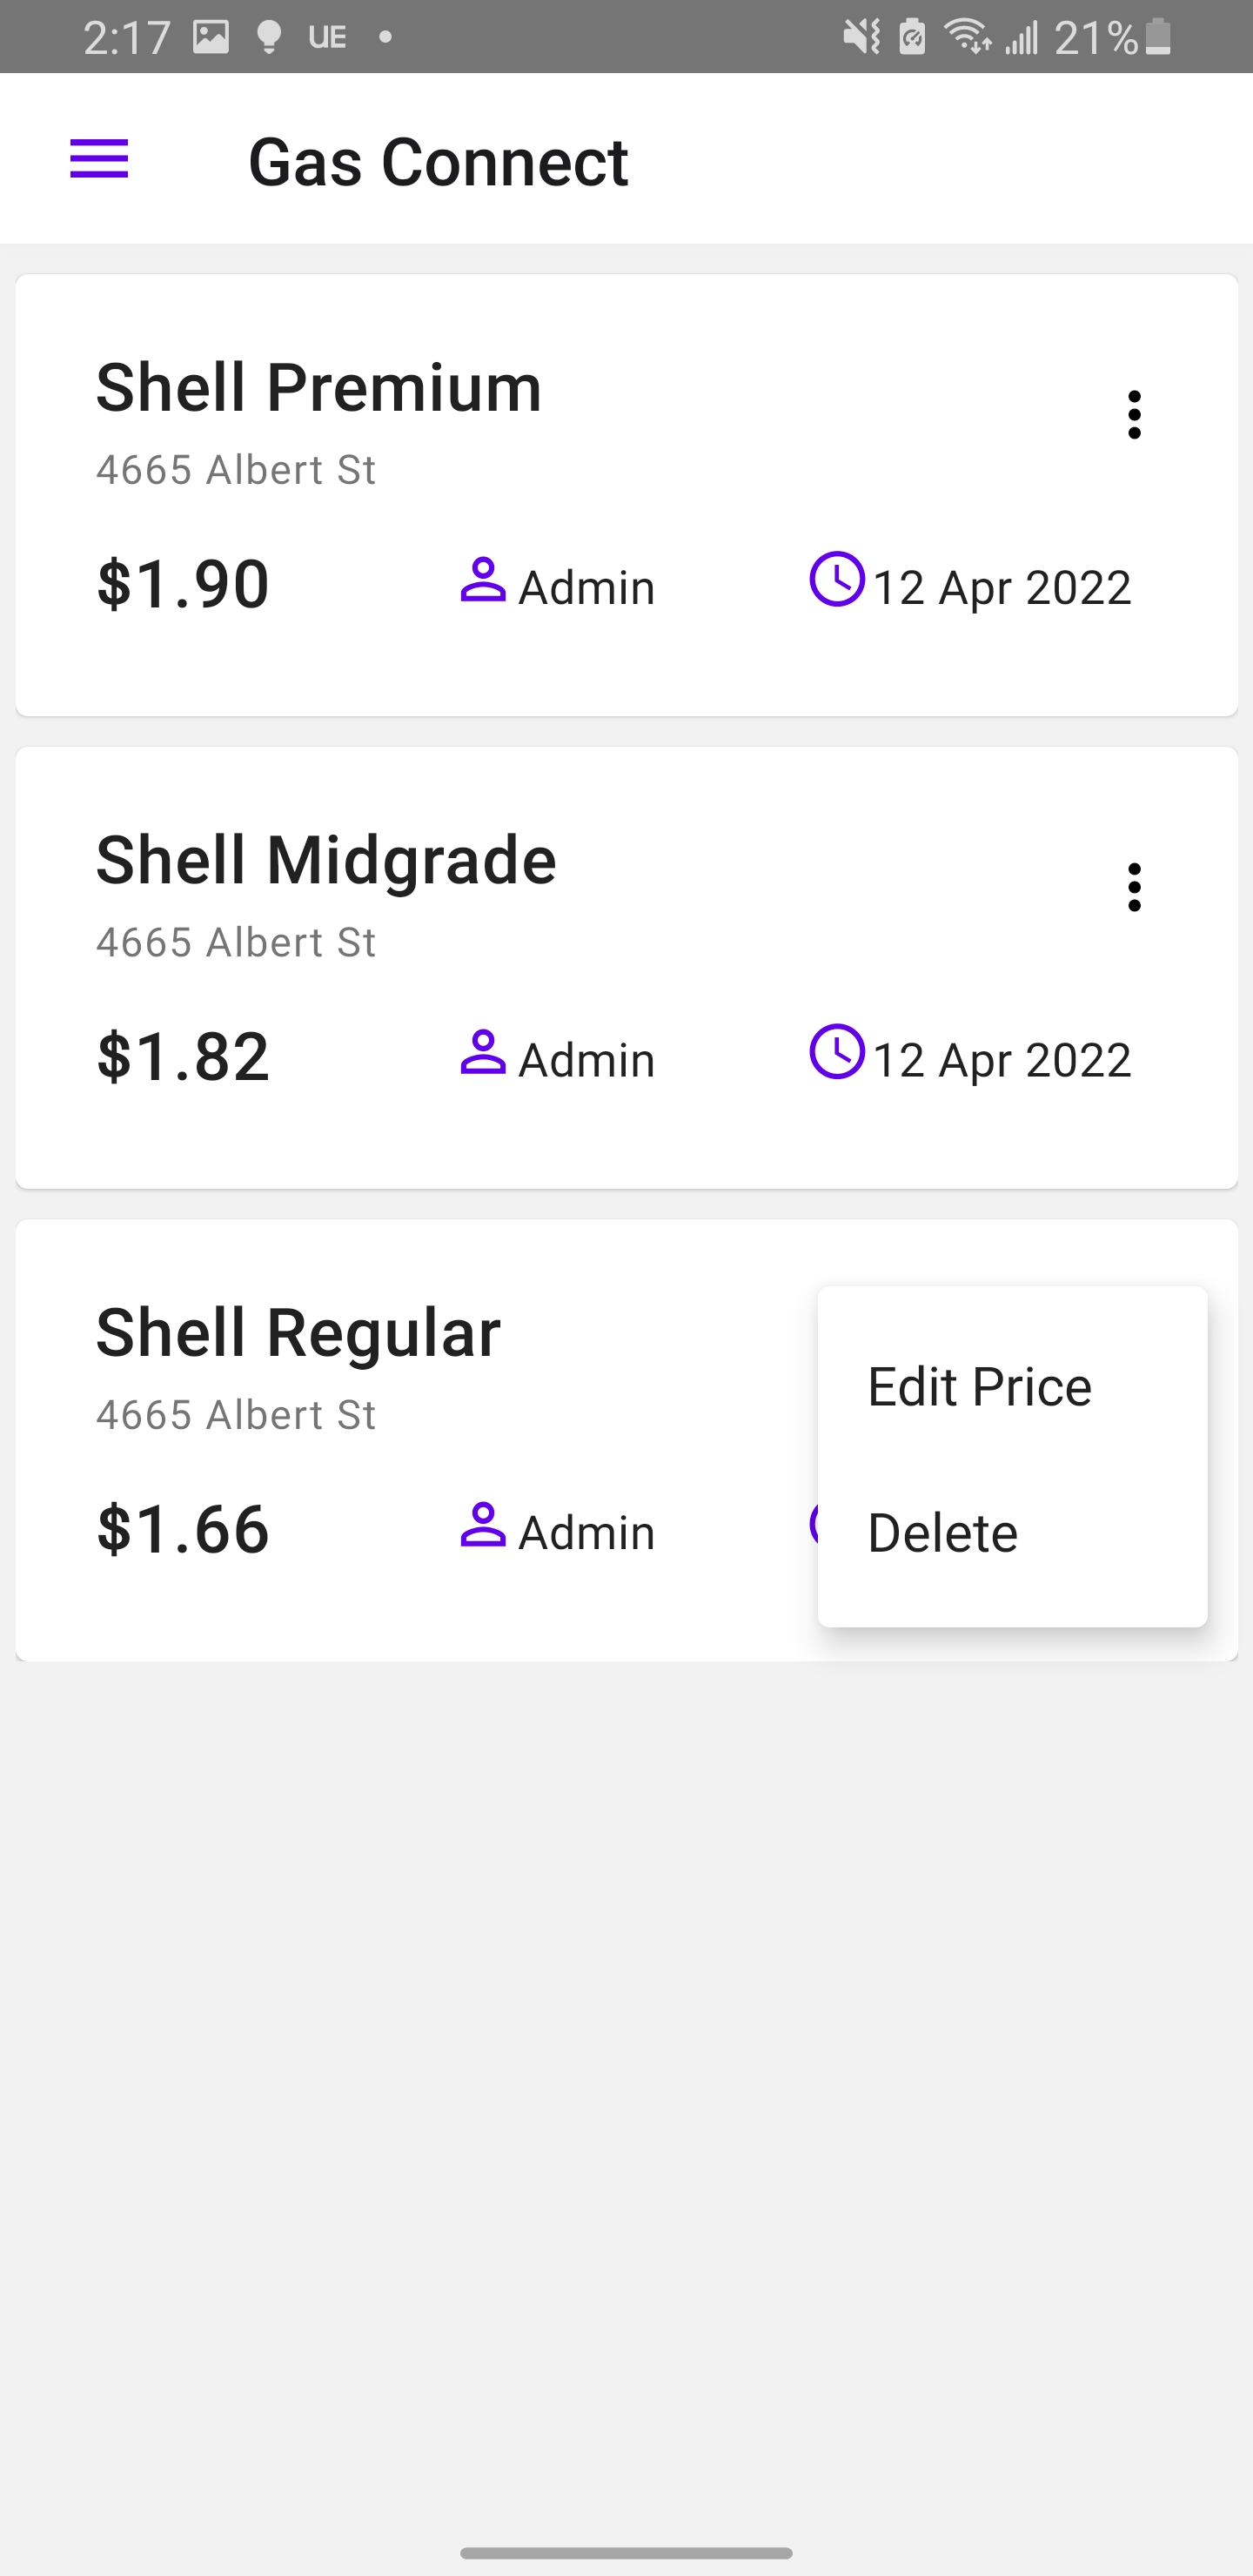 2:17 UE 21%
Gas Connect
Shell Premium
4665 Albert St
$1.90 Admin 12 Apr 2022
Shell Midgrade
4665 Albert St
$1.82 Admin 12 Apr 2022
Shell Regular
4665 Albert St
$1.66 Admin
Edit Price
Delete